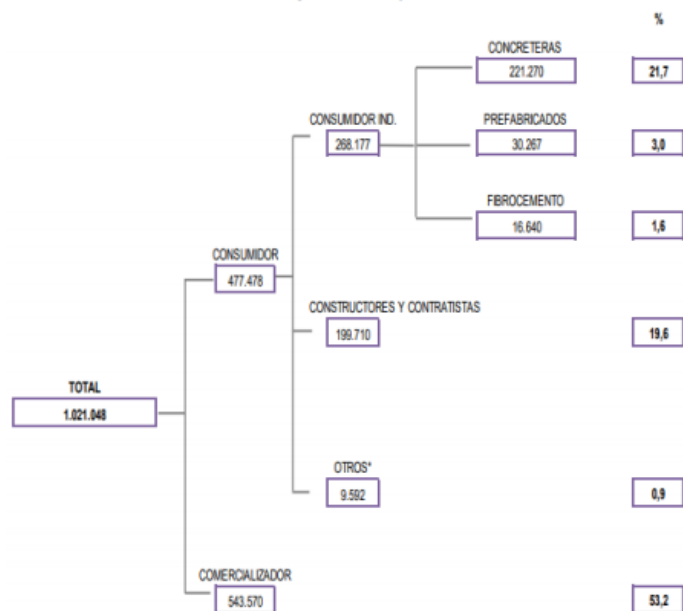 %
CONCRETERAS
221.270 21,7
CONSUMIDOR IND. PREFABRICADOS
268.177 30.267 3,0
FIBROCEMENTO
16.640 1,6
CONSUMIDOR
477.478
CONSTRUCTORES Y CONTRATISTAS
199.710 19,6
TOTAL
1.021.048
OTROS*
9.592 0,9
COMERCIALIZADOR
543.570 53,2